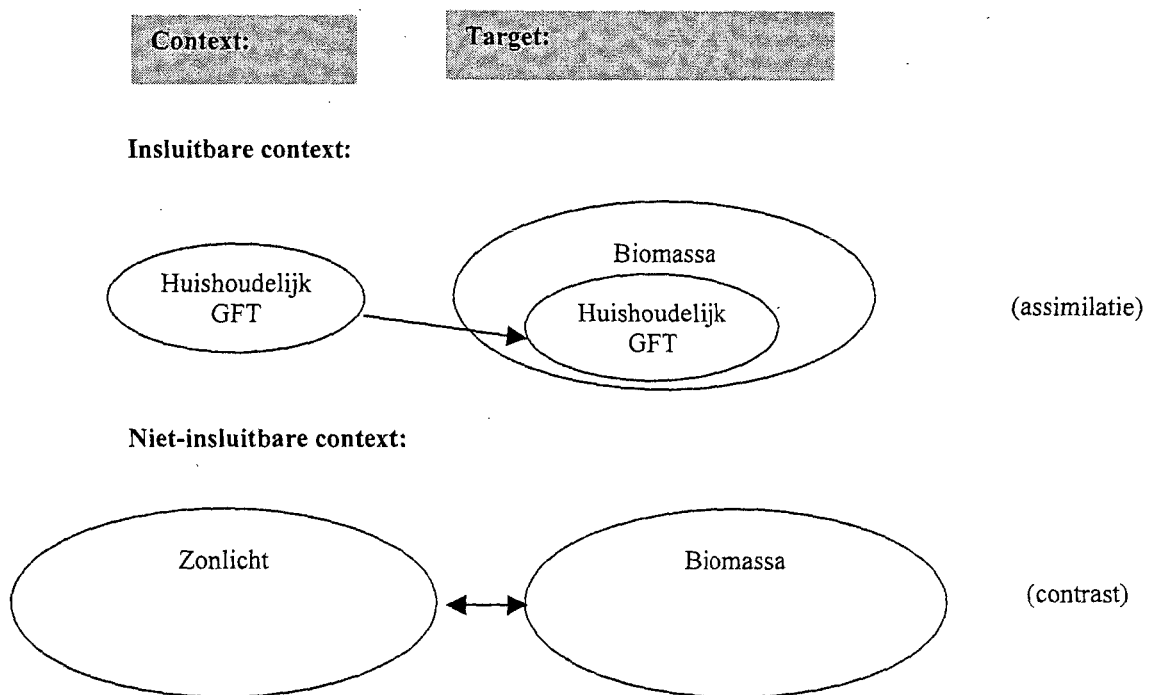 Context:
Target:
Insluitbare context:
Huishoudelijk
GFT
Biomassa
Huishoudelijk
GFT
(assimilatie)
Niet-insluitbare context:
Zonlicht
Biomassa
(contrast)